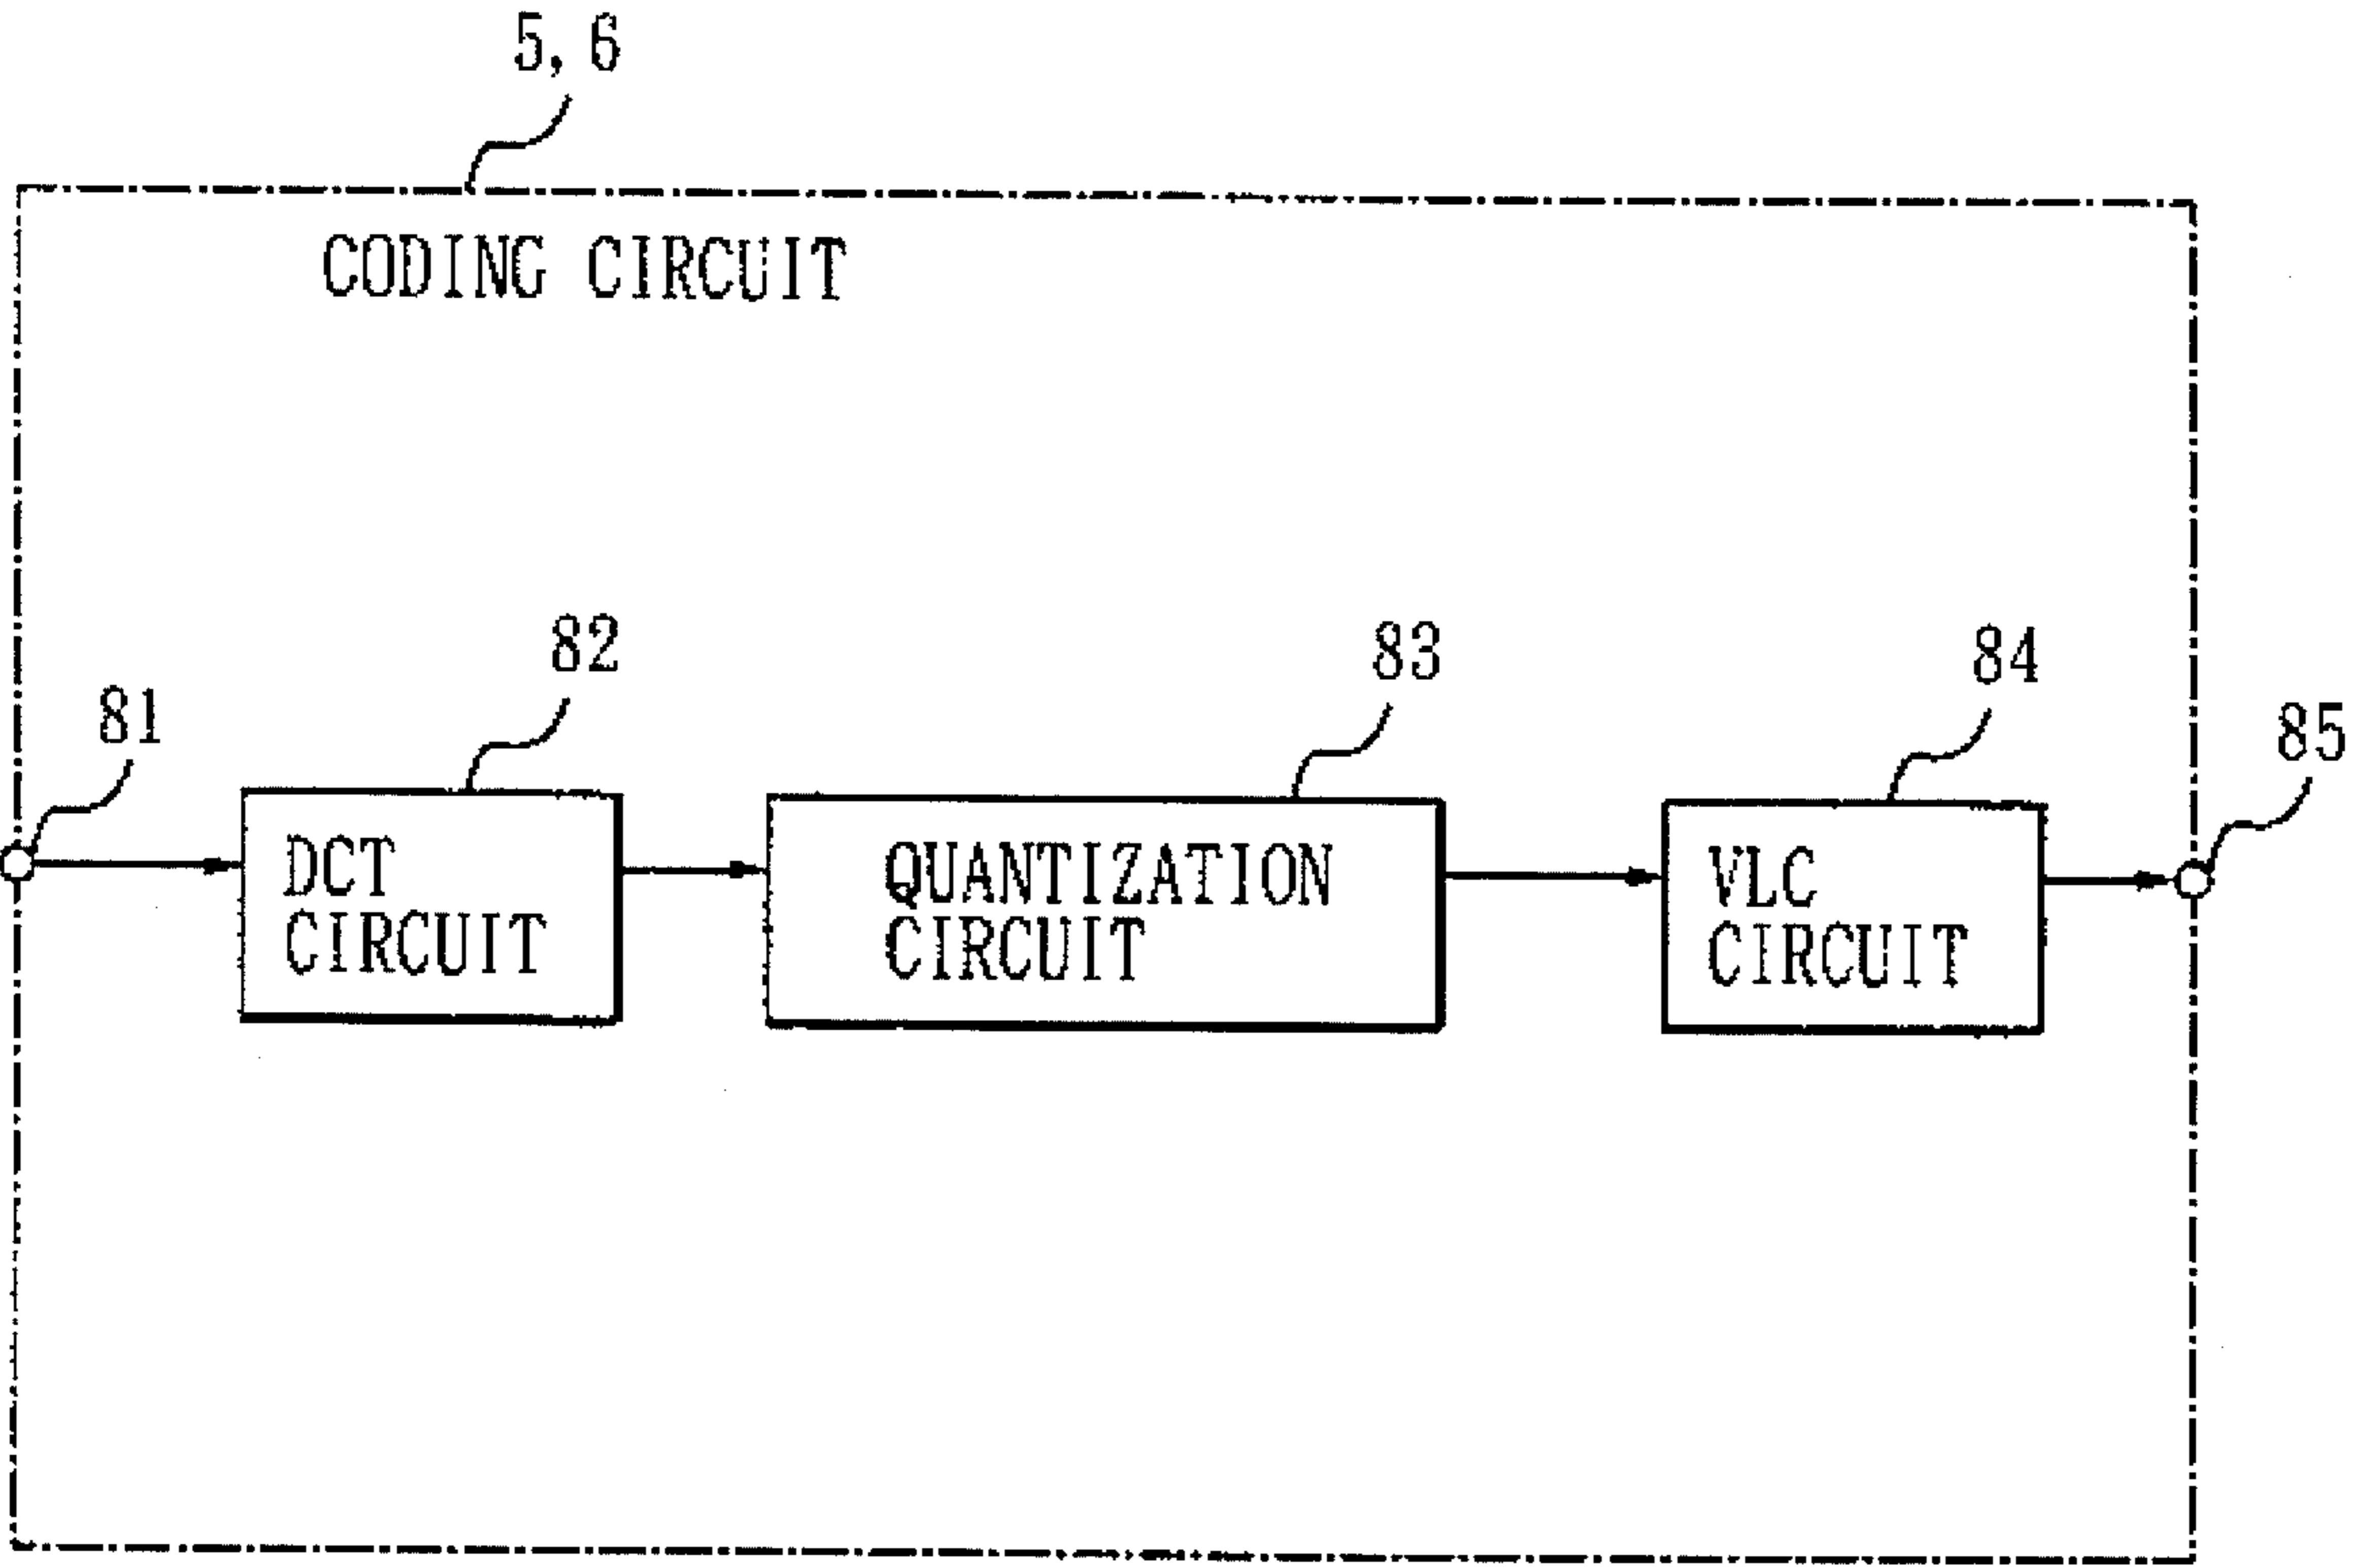 5, 6
CODING CIRCUIT
82
83
84
81
85
DCT
CIRCUIT
QUANTIZATION
CIRCUIT
VLC
CIRCUIT